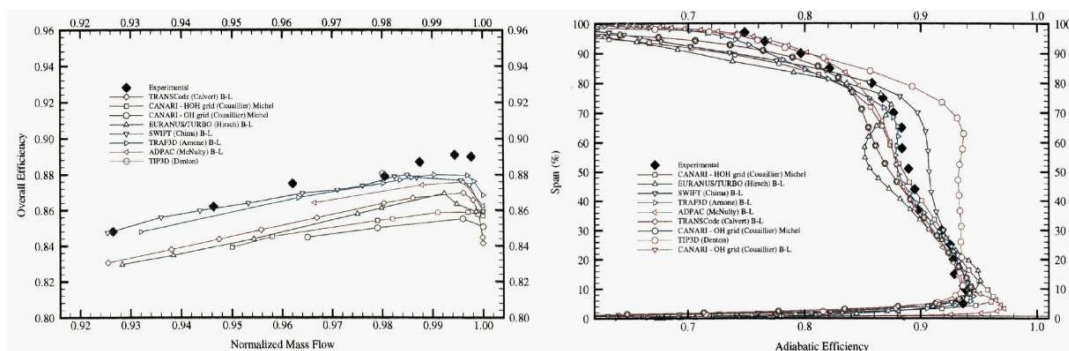 0.92 0.93 0.94 0.95 0.96 0.97 0.98 0.99 1.00
0.96 0.96
0.94 0.94
0.92 0.92
0.90 0.90
0.88 0.88
0.86 0.86
0.84 0.84
0.82 0.82
0.80 0.80
0.92 0.93 0.94 0.95 0.96 0.97 0.98 0.99 1.00
Overall Efficiency
Overall Efficiency
Normalized Mass Flow
Experimental
TRANSCode (Calvert) B-L
CANARI - HOH grid (Couaillier) Michel
CANARI - OH grid (Couaillier) Michel
EURANUS/TURBO (Hirsch) B-L
SWIFT (Chima) B-L
TRAF3D (Arnone) B-L
ADPAC (McNulty) B-L
TIP3D (Denton)
0.7 0.8 0.9 1.0
100 100
90 90
80 80
70 70
60 60
50 50
40 40
30 30
20 20
10 10
0 0
0.7 0.8 0.9 1.0
Span (%)
Adiabatic Efficiency
Experimental
CANARI - HOH grid (Couaillier) Michel
EURANUS/TURBO (Hirsch) B-L
SWIFT (Chima) B-L
TRAF3D (Arnone) B-L
ADPAC (McNulty) B-L
TRANSCode (Calvert) B-L
CANARI - OH grid (Couaillier) Michel
TIP3D (Denton)
CANARI - OH grid (Couaillier) B-L